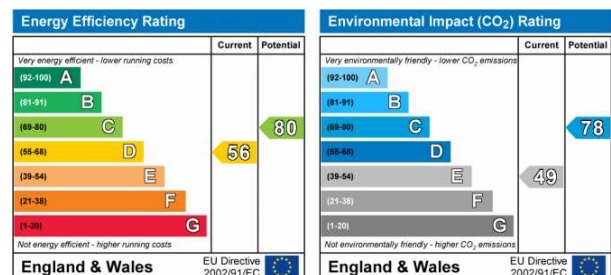 Energy Efficiency Rating
Current Potential
Very energy efficient - lower running costs
(92-100) A
(81-91) B
(69-80) C
80
(55-68) D
56
(39-54) E
(21-38) F
(1-20) G
Not energy efficient - higher running costs
England & Wales
EU Directive
2002/91/EC
Environmental Impact (CO₂) Rating
Current Potential
Very environmentally friendly - lower CO₂ emissions
(92-100) A
(81-91) B
(69-80) C
78
(55-68) D
(39-54) E
49
(21-38) F
(1-20) G
Not environmentally friendly - higher CO₂ emissions
England & Wales
EU Directive
2002/91/EC